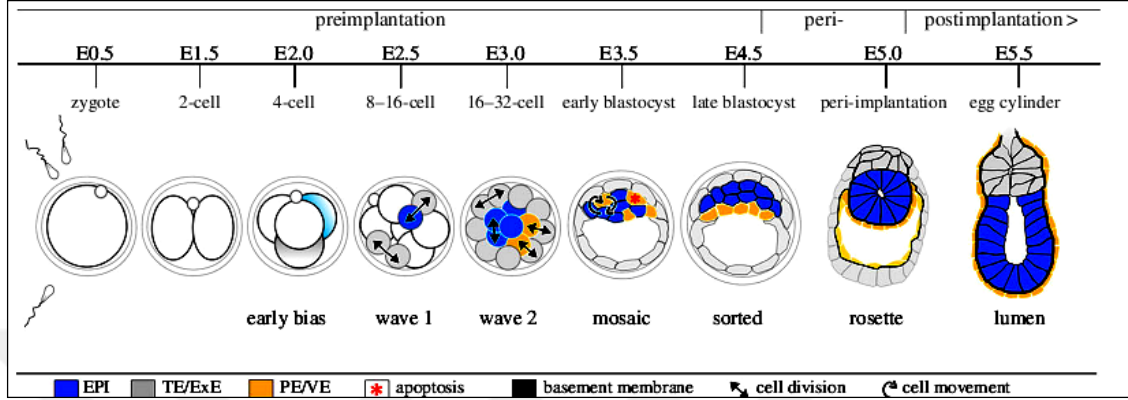 preimplantation peri- postimplantation >
E0.5 E1.5 E2.0 E2.5 E3.0 E3.5 E4.5 E5.0 E5.5
zygote 2-cell 4-cell 8–16-cell 16–32-cell early blastocyst late blastocyst peri-implantation egg cylinder
early bias wave 1 wave 2 mosaic sorted rosette lumen
EPI TE/ExE PE/VE apoptosis basement membrane cell division cell movement